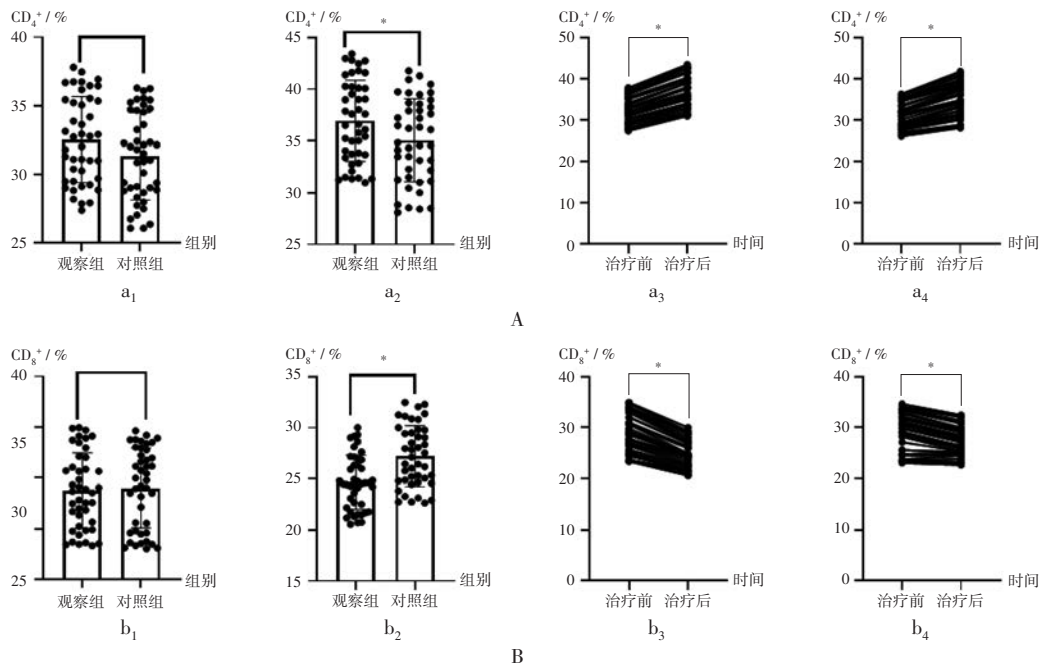 CD₄⁺ / %
40
35
30
25
观察组 对照组
组别
a₁
CD₄⁺ / %
*
45
40
35
30
25
观察组 对照组
组别
a₂
CD₄⁺ / %
*
50
40
30
20
10
0
治疗前 治疗后
时间
a₃
CD₄⁺ / %
*
50
40
30
20
10
0
治疗前 治疗后
时间
a₄
A
CD₈⁺ / %
40
35
30
25
观察组 对照组
组别
b₁
CD₈⁺ / %
*
35
30
25
20
15
观察组 对照组
组别
b₂
CD₈⁺ / %
*
40
30
20
10
0
治疗前 治疗后
时间
b₃
CD₈⁺ / %
*
40
30
20
10
0
治疗前 治疗后
时间
b₄
B